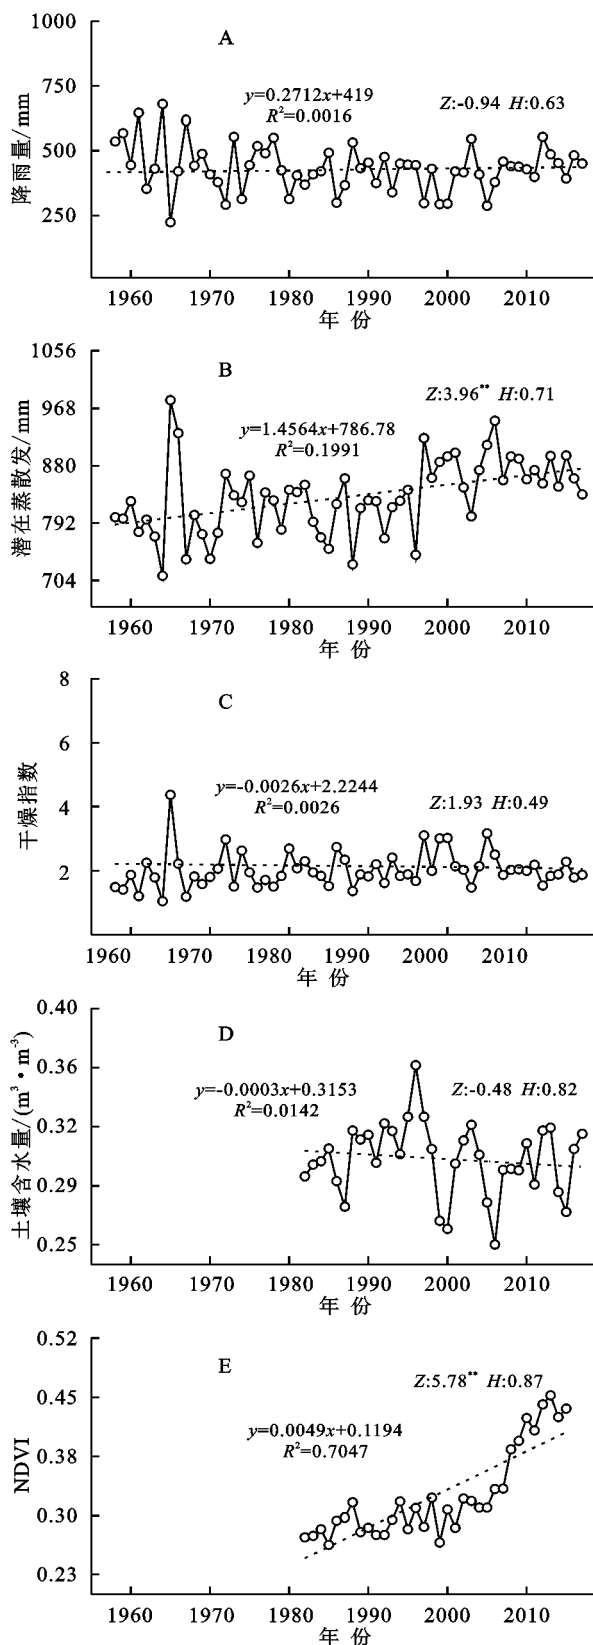 A
1000
750
500
250
降雨量/mm
y=0.2712x+419
R²=0.0016
Z:-0.94 H:0.63
1960 1970 1980 1990 2000 2010
年 份
B
1056
968
880
792
704
潜在蒸散发/mm
Z:3.96** H:0.71
y=1.4564x+786.78
R²=0.1991
1960 1970 1980 1990 2000 2010
年 份
C
8
6
4
2
干燥指数
y=-0.0026x+2.2244
R²=0.0026
Z:1.93 H:0.49
1960 1970 1980 1990 2000 2010
年 份
D
0.40
0.36
0.32
0.29
0.25
土壤含水量/(m³·m⁻³)
y=-0.0003x+0.3153
R²=0.0142
Z:-0.48 H:0.82
1960 1970 1980 1990 2000 2010
年 份
E
0.52
0.45
0.38
0.30
0.23
NDVI
Z:5.78** H:0.87
y=0.0049x+0.1194
R²=0.7047
1960 1970 1980 1990 2000 2010
年 份